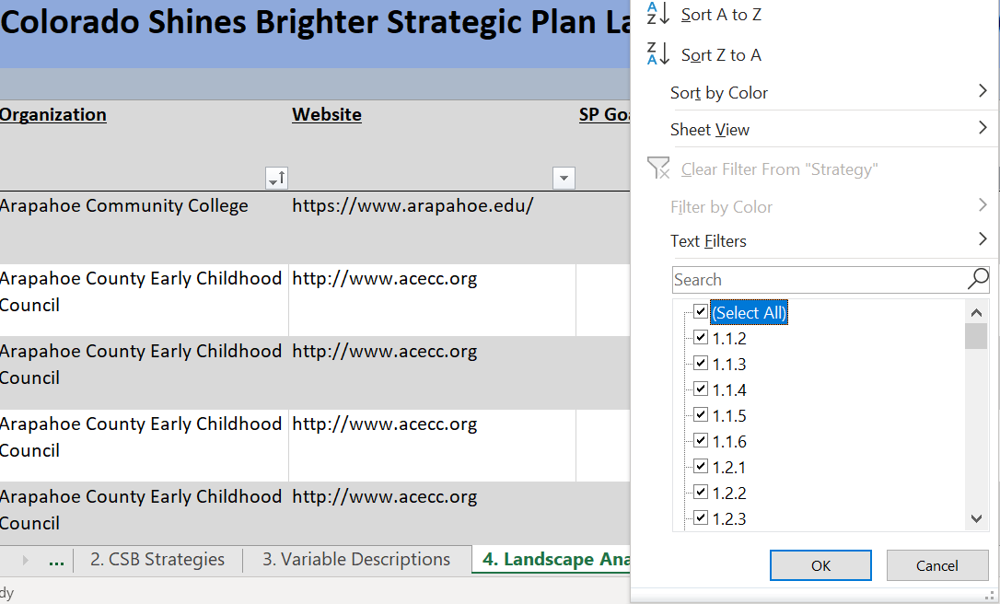 Colorado Shines Brighter Strategic Plan La
Organization
Website
SP Goa
Arapahoe Community College
https://www.arapahoe.edu/
Arapahoe County Early Childhood
Council
http://www.acecc.org
Arapahoe County Early Childhood
Council
http://www.acecc.org
Arapahoe County Early Childhood
Council
http://www.acecc.org
Arapahoe County Early Childhood
Council
http://www.acecc.org
... 2. CSB Strategies 3. Variable Descriptions 4. Landscape Ana
dy
Sort A to Z
Sort Z to A
Sort by Color
Sheet View
Clear Filter From "Strategy"
Filter by Color
Text Filters
Search
(Select All)
1.1.2
1.1.3
1.1.4
1.1.5
1.1.6
1.2.1
1.2.2
1.2.3
OK Cancel